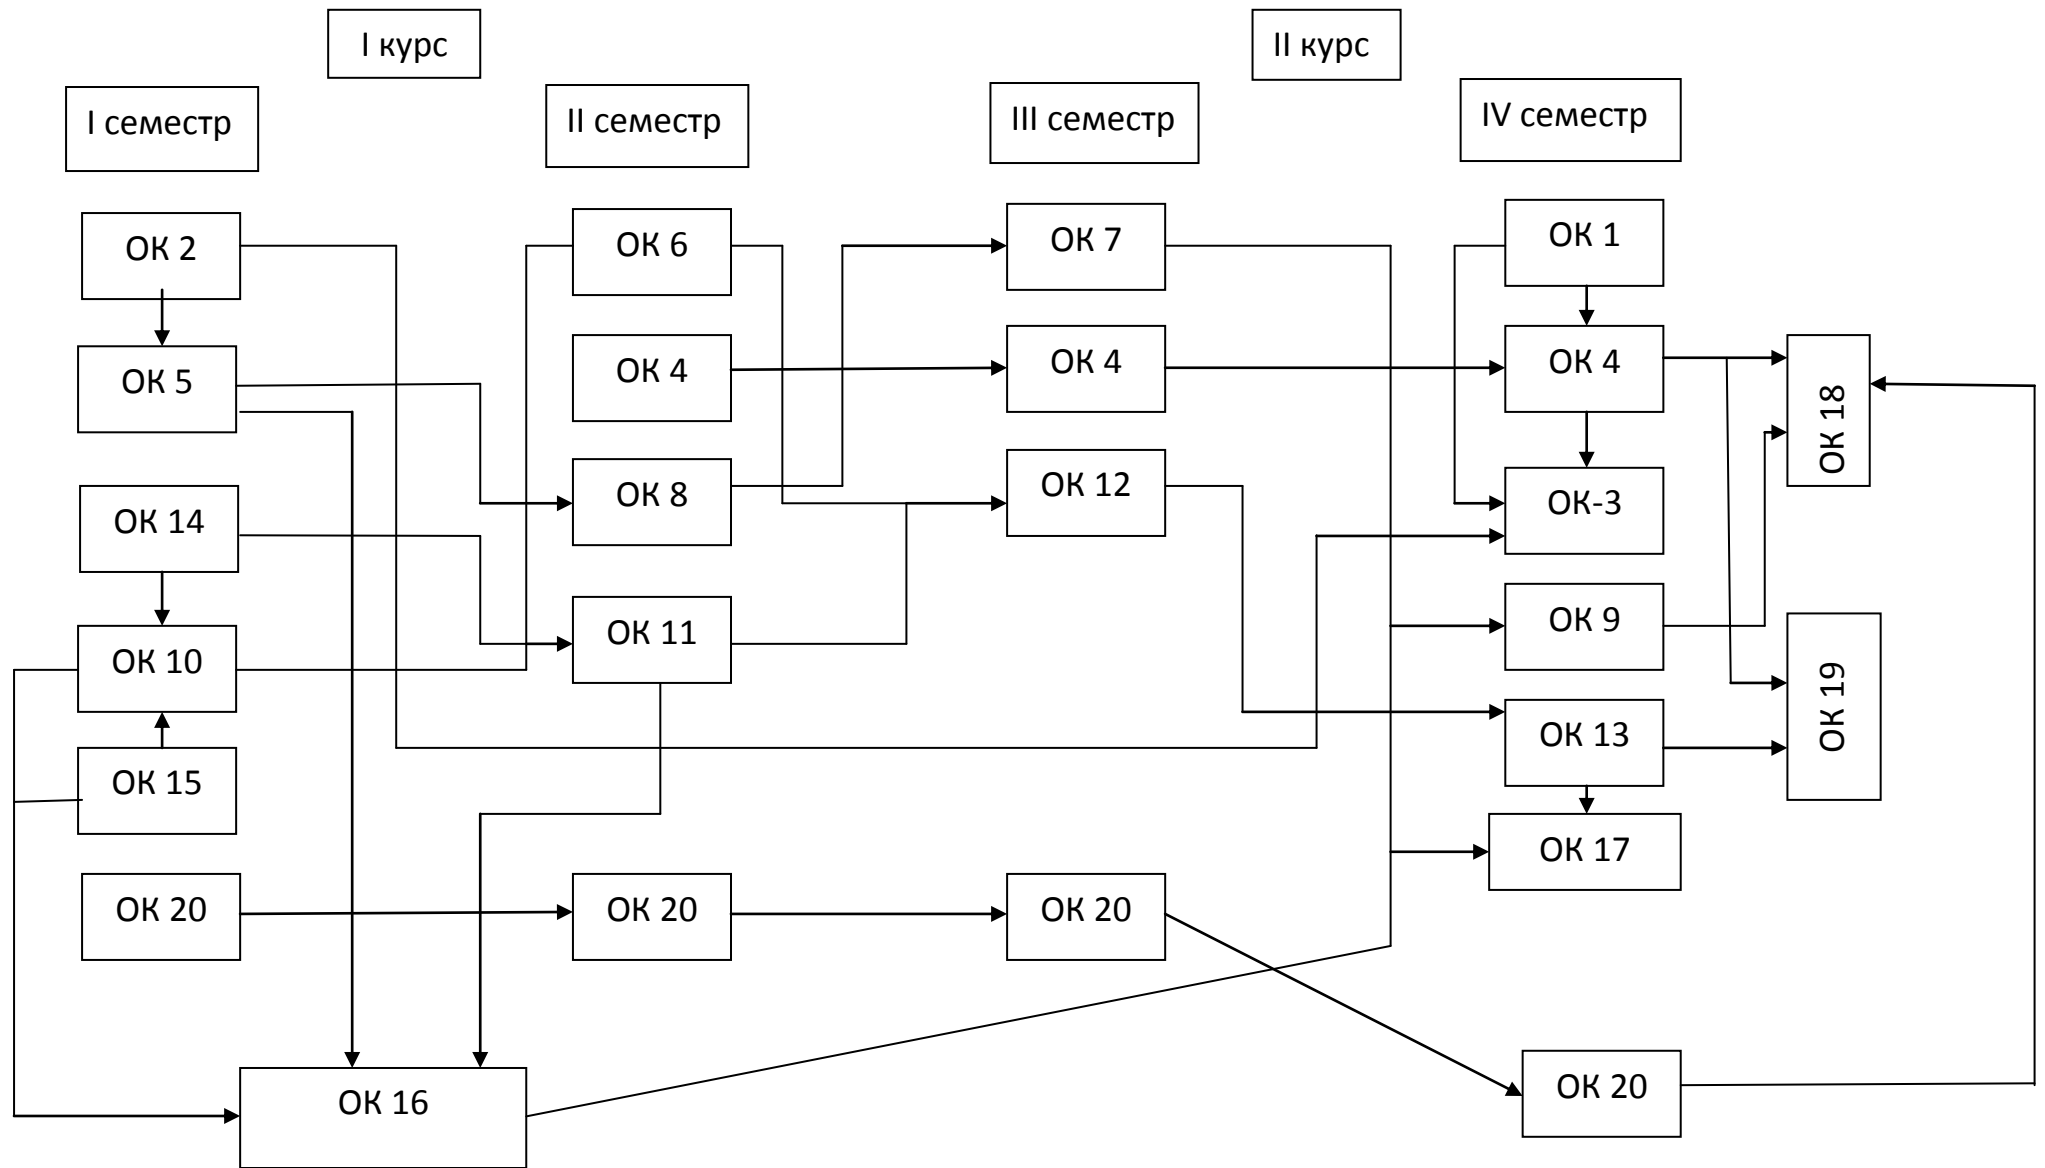 I курс
II курс
I семестр
II семестр
III семестр
IV семестр
ОК 2
ОК 6
ОК 7
ОК 1
ОК 5
ОК 4
ОК 4
ОК 4
ОК 18
ОК 14
ОК 8
ОК 12
ОК-3
ОК 10
ОК 11
ОК 9
ОК 19
ОК 15
ОК 13
ОК 17
ОК 20
ОК 20
ОК 20
ОК 16
ОК 20